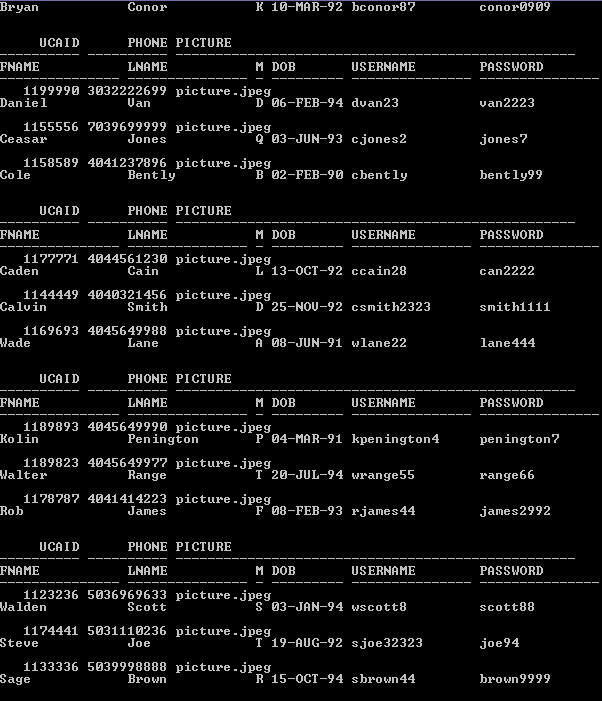 Bryan Conor K 10-MAR-92 bconor87 conor0909
UCAID PHONE PICTURE
FNAME LNAME M DOB USERNAME PASSWORD
1199990 3032222699 picture.jpeg
Daniel Van D 06-FEB-94 dvan23 van2223
1155556 7039699999 picture.jpeg
Ceasar Jones Q 03-JUN-93 cjones2 jones7
1158589 4041237896 picture.jpeg
Cole Bently B 02-FEB-90 cbently bently99
UCAID PHONE PICTURE
FNAME LNAME M DOB USERNAME PASSWORD
1177771 4044561230 picture.jpeg
Caden Cain L 13-OCT-92 ccain28 can2222
1144449 4040321456 picture.jpeg
Calvin Smith D 25-NOV-92 csmith2323 smith1111
1169693 4045649988 picture.jpeg
Wade Lane A 08-JUN-91 wlane22 lane444
UCAID PHONE PICTURE
FNAME LNAME M DOB USERNAME PASSWORD
1189893 4045649990 picture.jpeg
Kolin Penington P 04-MAR-91 kpenington4 penington7
1189823 4045649977 picture.jpeg
Walter Range T 20-JUL-94 wrange55 range66
1178787 4041414223 picture.jpeg
Rob James F 08-FEB-93 rjames44 james2992
UCAID PHONE PICTURE
FNAME LNAME M DOB USERNAME PASSWORD
1123236 5036969633 picture.jpeg
Walden Scott S 03-JAN-94 wscott8 scott88
1174441 5031110236 picture.jpeg
Steve Joe T 19-AUG-92 sjoe32323 joe94
1133336 5039998888 picture.jpeg
Sage Brown R 15-OCT-94 sbrown44 brown9999